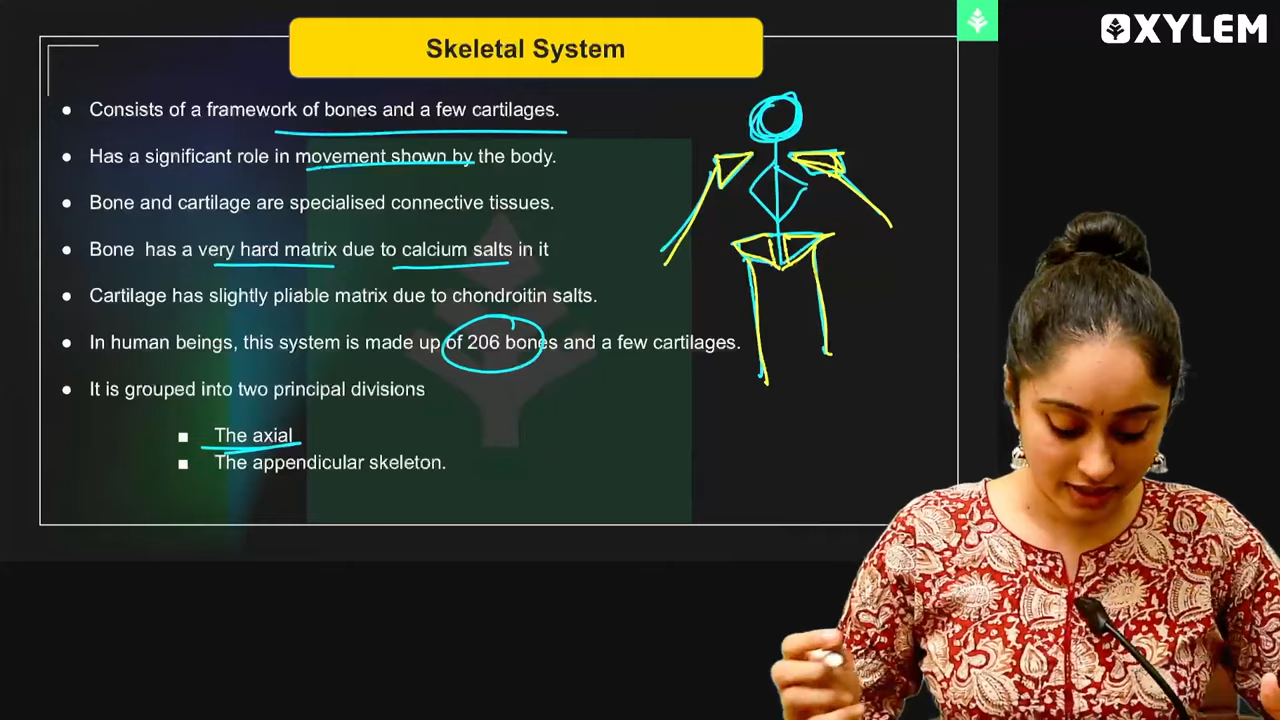 Skeletal System
OXYLEM
● Consists of a framework of bones and a few cartilages.
● Has a significant role in movement shown by the body.
● Bone and cartilage are specialised connective tissues.
● Bone has a very hard matrix due to calcium salts in it
● Cartilage has slightly pliable matrix due to chondroitin salts.
● In human beings, this system is made up of 206 bones and a few cartilages.
● It is grouped into two principal divisions
■ The axial
■ The appendicular skeleton.